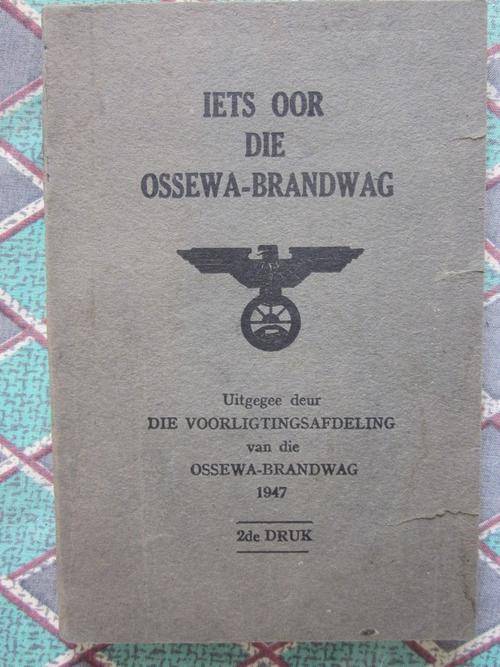 IETS OOR
DIE
OSSEWA-BRANDWAG
Uitgegee deur
DIE VOORLIGTINGSAFDELING
van die
OSSEWA-BRANDWAG
1947
2de DRUK